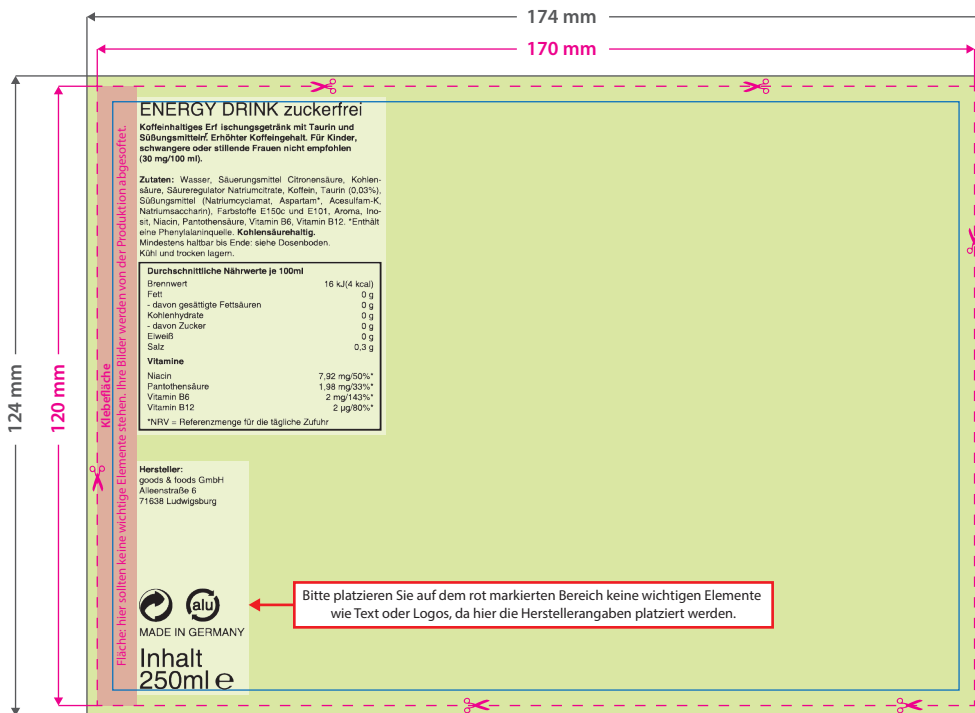 174 mm
170 mm
124 mm
120 mm
Klebefläche
Fläche: hier sollten keine wichtige Elemente stehen. Ihre Bilder werden von der Produktion abgesoftet.
ENERGY DRINK zuckerfrei
Koffeinhaltiges Erf ischungsgetränk mit Taurin und
Süßungsmitteln. Erhöhter Koffeingehalt. Für Kinder,
schwangere oder stillende Frauen nicht empfohlen
(30 mg/100 ml).
Zutaten: Wasser, Säuerungsmittel Citronensäure, Kohlen-
säure, Säureregulator Natriumcitrate, Koffein, Taurin (0,03%),
Süßungsmittel (Natriumcyclamat, Aspartam*, Acesulfam-K,
Natriumsaccharin), Farbstoffe E150c und E101, Aroma, Ino-
sit, Niacin, Pantothensäure, Vitamin B6, Vitamin B12. *Enthält
eine Phenylalaninquelle. Kohlensäurehaltig.
Mindestens haltbar bis Ende: siehe Dosenboden.
Kühl und trocken lagern.
Durchschnittliche Nährwerte je 100ml
Brennwert 16 kJ(4 kcal)
Fett 0 g
- davon gesättigte Fettsäuren 0 g
Kohlenhydrate 0 g
- davon Zucker 0 g
Eiweiß 0 g
Salz 0,3 g
Vitamine
Niacin 7,92 mg/50%*
Pantothensäure 1,98 mg/33%*
Vitamin B6 2 mg/143%*
Vitamin B12 2 µg/80%*
*NRV = Referenzmenge für die tägliche Zufuhr
Hersteller:
goods & foods GmbH
Alleenstraße 6
71638 Ludwigsburg
alu
MADE IN GERMANY
Inhalt
250ml ℮
Bitte platzieren Sie auf dem rot markierten Bereich keine wichtigen Elemente
wie Text oder Logos, da hier die Herstellerangaben platziert werden.